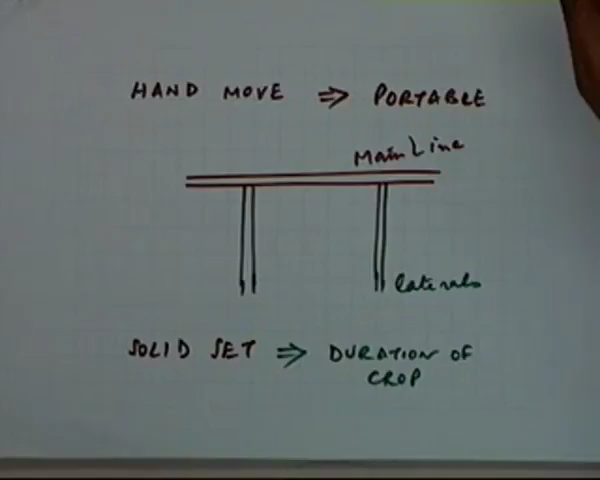 HAND MOVE ⇒ PORTABLE
Main Line
laterals
SOLID SET ⇒ DURATION OF
CROP